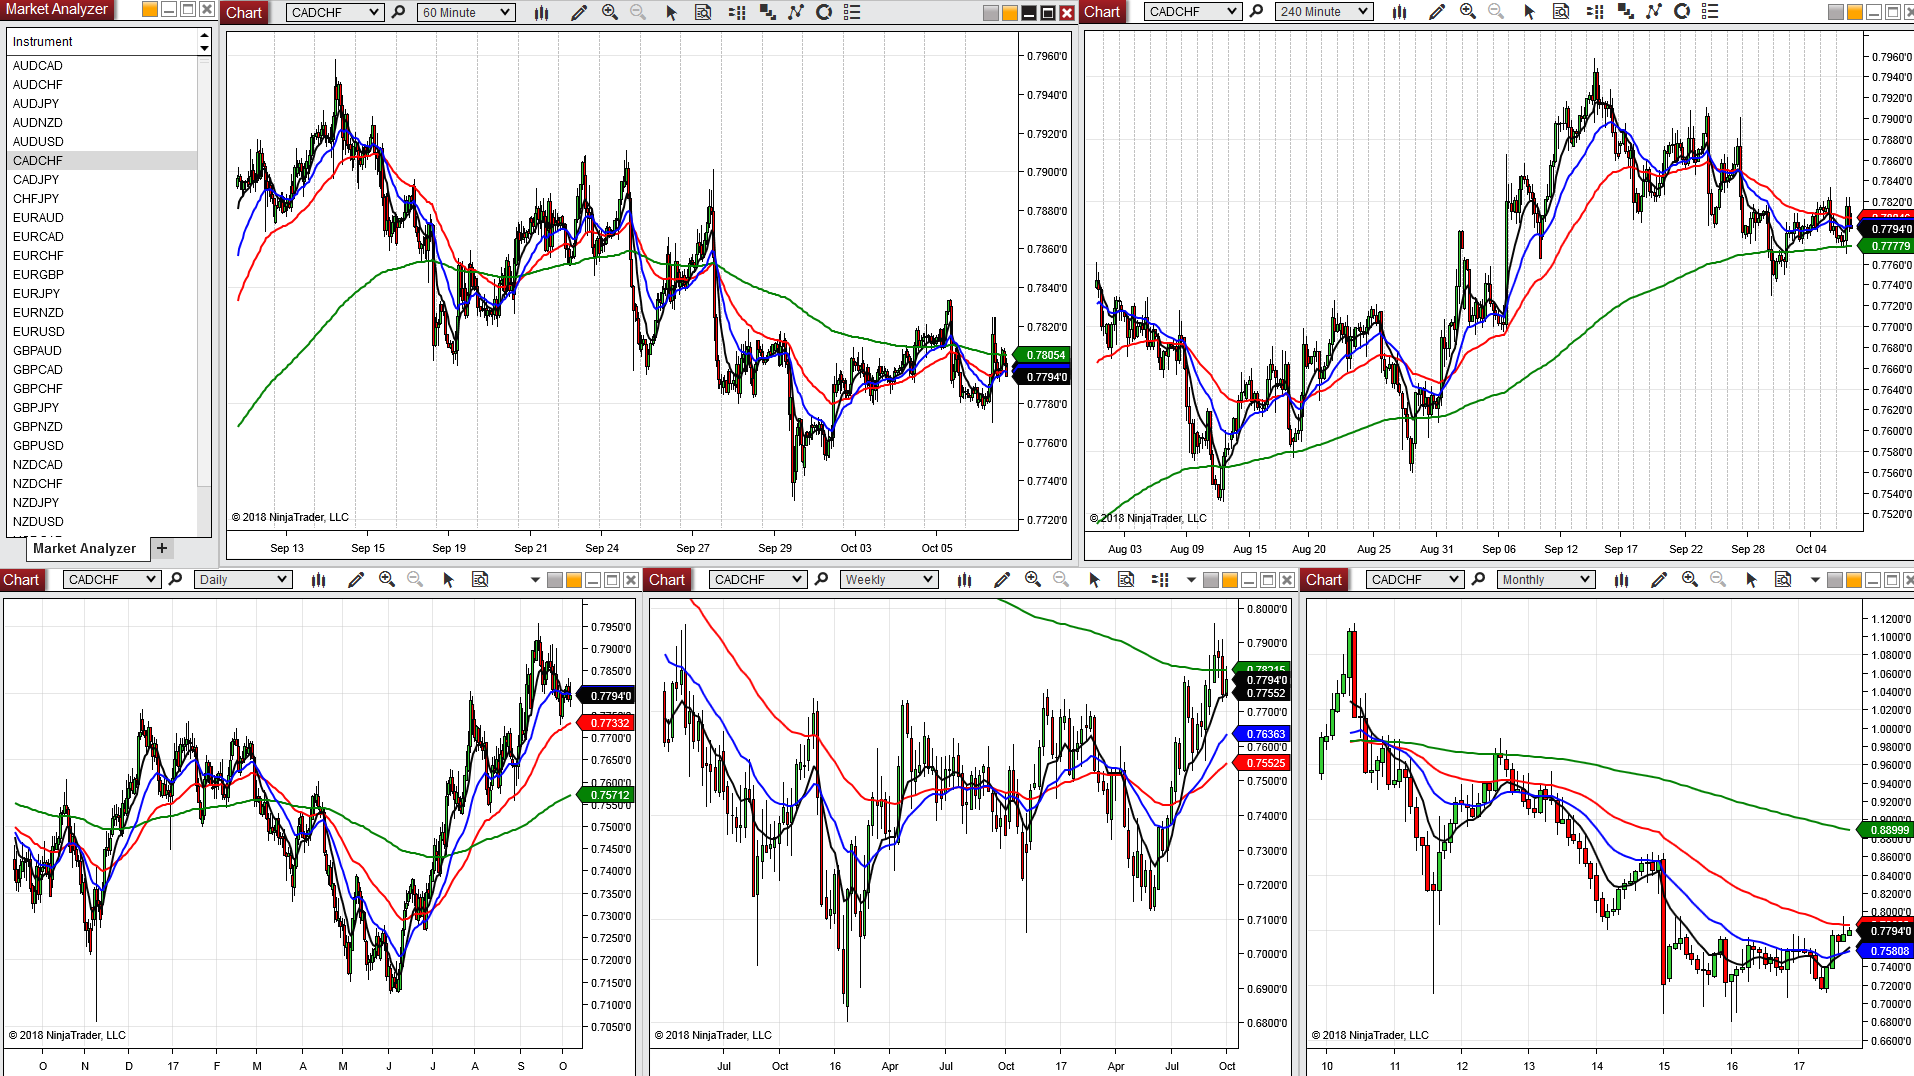 Market Analyzer
Instrument
AUDCAD
AUDCHF
AUDJPY
AUDNZD
AUDUSD
CADCHF
CADJPY
CHFJPY
EURAUD
EURCAD
EURCHF
EURGBP
EURJPY
EURNZD
EURUSD
GBPAUD
GBPCAD
GBPCHF
GBPJPY
GBPNZD
GBPUSD
NZDCAD
NZDCHF
NZDJPY
NZDUSD
Market Analyzer +
Chart CADCHF 60 Minute
0.7960'0
0.7940'0
0.7920'0
0.7900'0
0.7880'0
0.7860'0
0.7840'0
0.7820'0
0.78054
0.7794'0
0.7780'0
0.7760'0
0.7740'0
0.7720'0
© 2018 NinjaTrader, LLC
Sep 13 Sep 15 Sep 19 Sep 21 Sep 24 Sep 27 Sep 29 Oct 03 Oct 05
Chart CADCHF 240 Minute
0.7960'0
0.7940'0
0.7920'0
0.7900'0
0.7880'0
0.7860'0
0.7840'0
0.7820'0
0.7794'0
0.77779
0.7760'0
0.7740'0
0.7720'0
0.7700'0
0.7680'0
0.7660'0
0.7640'0
0.7620'0
0.7600'0
0.7580'0
0.7560'0
0.7540'0
0.7520'0
© 2018 NinjaTrader, LLC
Aug 03 Aug 09 Aug 15 Aug 20 Aug 25 Aug 31 Sep 06 Sep 12 Sep 17 Sep 22 Sep 28 Oct 04
Chart CADCHF Daily
0.7950'0
0.7900'0
0.7850'0
0.7794'0
0.77332
0.7700'0
0.7650'0
0.7600'0
0.75712
0.7550'0
0.7500'0
0.7450'0
0.7400'0
0.7350'0
0.7300'0
0.7250'0
0.7200'0
0.7150'0
0.7100'0
0.7050'0
© 2018 NinjaTrader, LLC
O N D 17 F M A M J J A S O
Chart CADCHF Weekly
0.8000'0
0.7900'0
0.78215
0.7794'0
0.77552
0.7700'0
0.76363
0.7600'0
0.75525
0.7500'0
0.7400'0
0.7300'0
0.7200'0
0.7100'0
0.7000'0
0.6900'0
0.6800'0
© 2018 NinjaTrader, LLC
Jul Oct 16 Apr Jul Oct 17 Apr Jul Oct
Chart CADCHF Monthly
1.1200'0
1.1000'0
1.0800'0
1.0600'0
1.0400'0
1.0200'0
1.0000'0
0.9800'0
0.9600'0
0.9400'0
0.9200'0
0.9000'0
0.88999
0.8600'0
0.8400'0
0.8200'0
0.8000'0
0.7794'0
0.75808
0.7400'0
0.7200'0
0.7000'0
0.6800'0
0.6600'0
© 2018 NinjaTrader, LLC
10 11 12 13 14 15 16 17